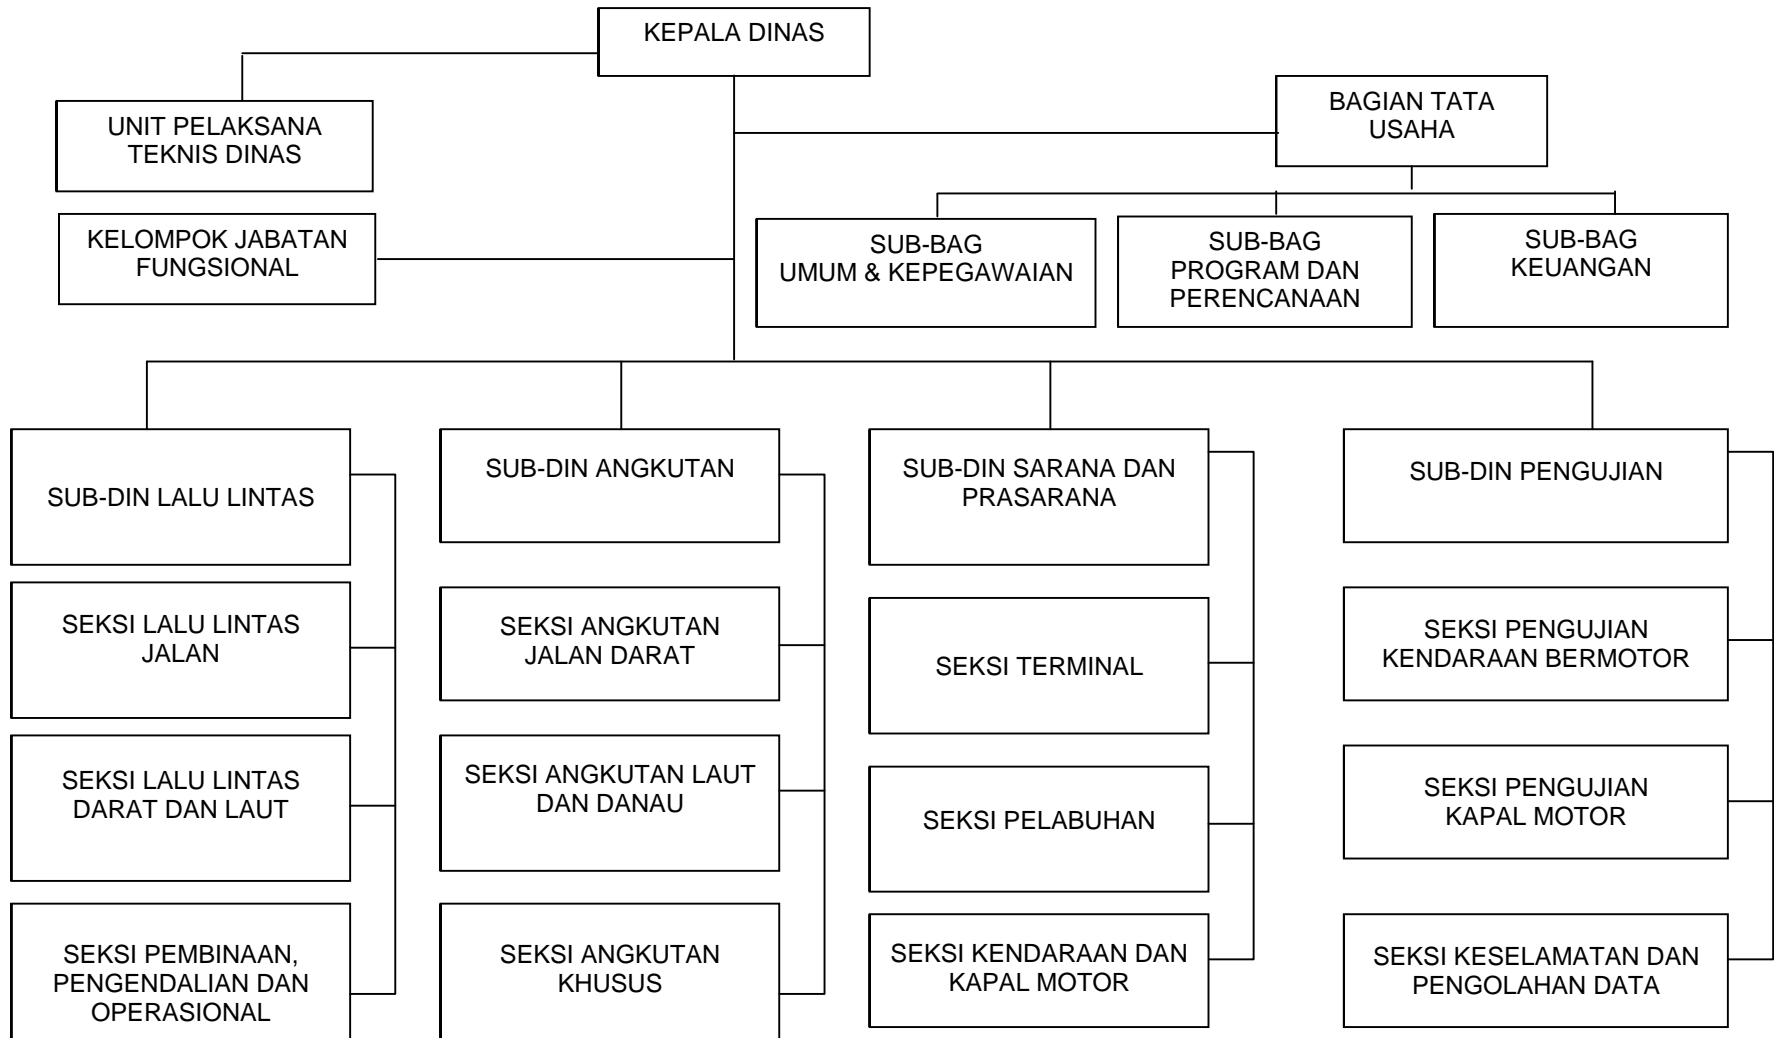 KEPALA DINAS
BAGIAN TATA
USAHA
UNIT PELAKSANA
TEKNIS DINAS
KELOMPOK JABATAN
FUNGSIONAL
SUB-BAG
UMUM & KEPEGAWAIAN
SUB-BAG
PROGRAM DAN
PERENCANAAN
SUB-BAG
KEUANGAN
SUB-DIN LALU LINTAS
SEKSI LALU LINTAS
JALAN
SEKSI LALU LINTAS
DARAT DAN LAUT
SEKSI PEMBINAAN,
PENGENDALIAN DAN
OPERASIONAL
SUB-DIN ANGKUTAN
SEKSI ANGKUTAN
JALAN DARAT
SEKSI ANGKUTAN LAUT
DAN DANAU
SEKSI ANGKUTAN
KHUSUS
SUB-DIN SARANA DAN
PRASARANA
SEKSI TERMINAL
SEKSI PELABUHAN
SEKSI KENDARAAN DAN
KAPAL MOTOR
SUB-DIN PENGUJIAN
SEKSI PENGUJIAN
KENDARAAN BERMOTOR
SEKSI PENGUJIAN
KAPAL MOTOR
SEKSI KESELAMATAN DAN
PENGOLAHAN DATA